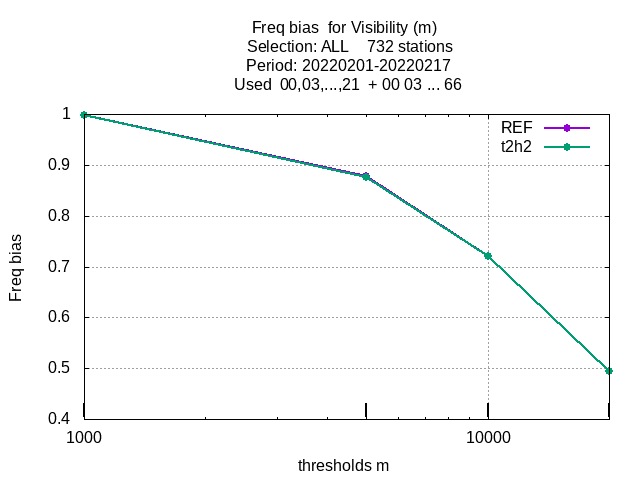 Freq bias  for Visibility (m)
Selection: ALL    732 stations
Period: 20220201-20220217
Used  00,03,...,21  + 00 03 ... 66
REF
t2h2
1
0.9
0.8
0.7
0.6
0.5
0.4
Freq bias
1000
10000
thresholds m